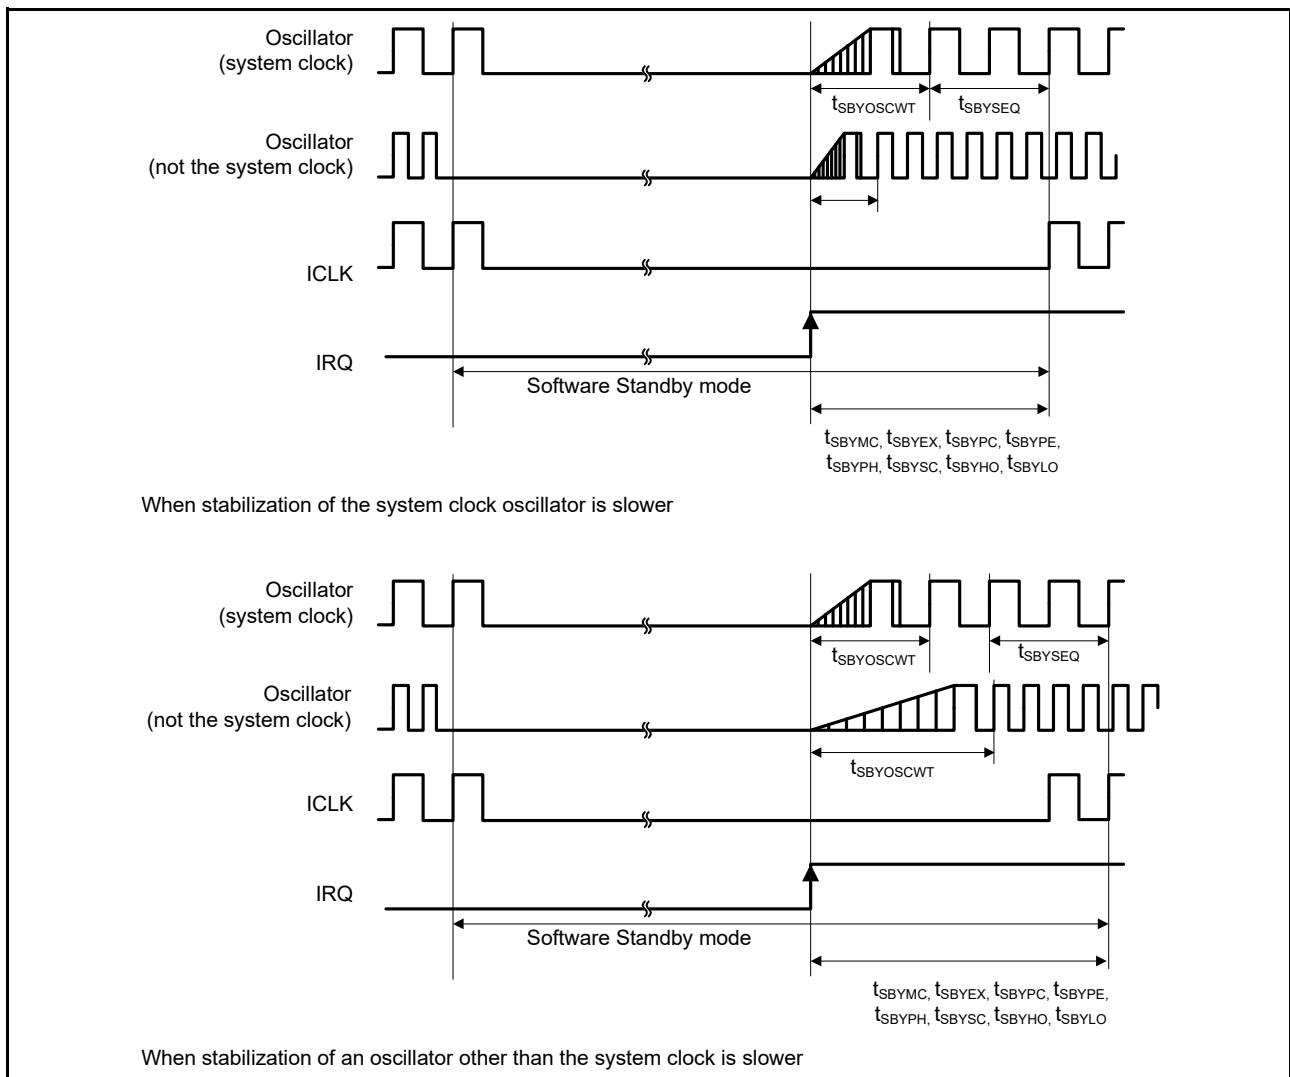 Oscillator
(system clock)
tSBYOSCWT
tSBYSEQ
Oscillator
(not the system clock)
ICLK
IRQ
Software Standby mode
tSBYMC, tSBYEX, tSBYPC, tSBYPE,
tSBYPH, tSBYSC, tSBYHO, tSBYLO
When stabilization of the system clock oscillator is slower
Oscillator
(system clock)
tSBYOSCWT
tSBYSEQ
Oscillator
(not the system clock)
tSBYOSCWT
ICLK
IRQ
Software Standby mode
tSBYMC, tSBYEX, tSBYPC, tSBYPE,
tSBYPH, tSBYSC, tSBYHO, tSBYLO
When stabilization of an oscillator other than the system clock is slower